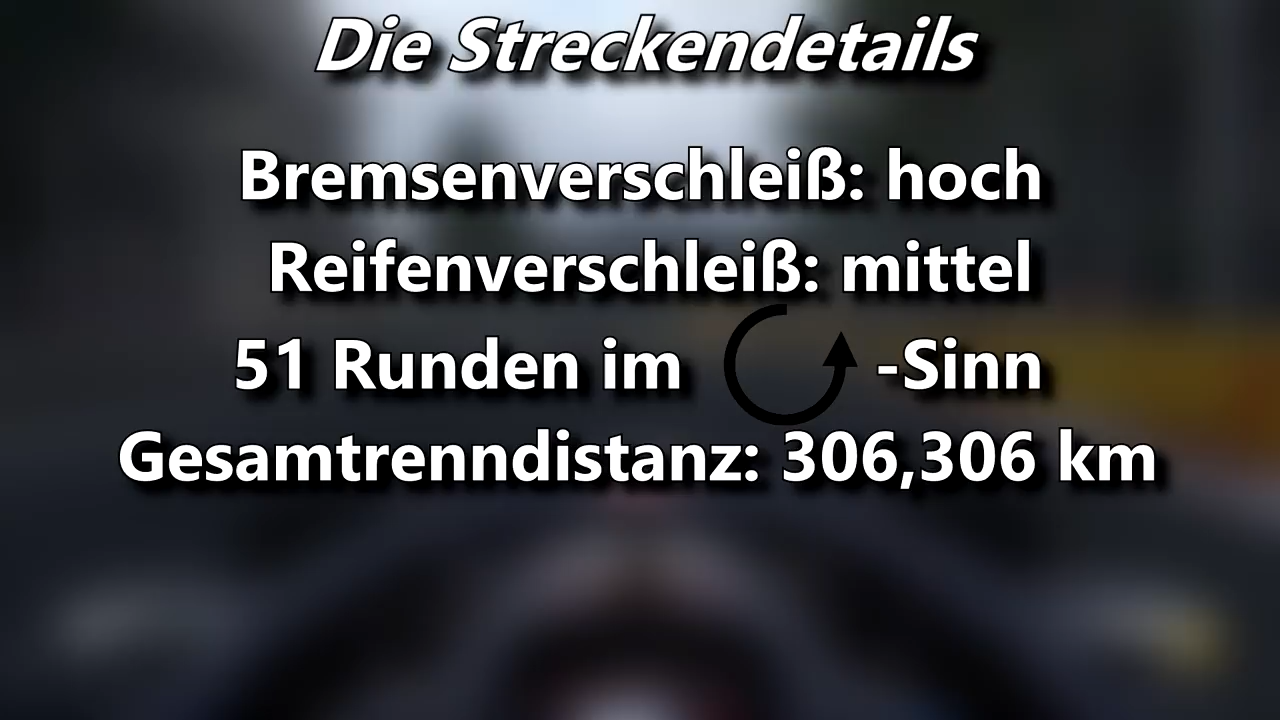 Die Streckendetails
Bremsenverschleiß: hoch
Reifenverschleiß: mittel
51 Runden im -Sinn
Gesamtrenndistanz: 306,306 km